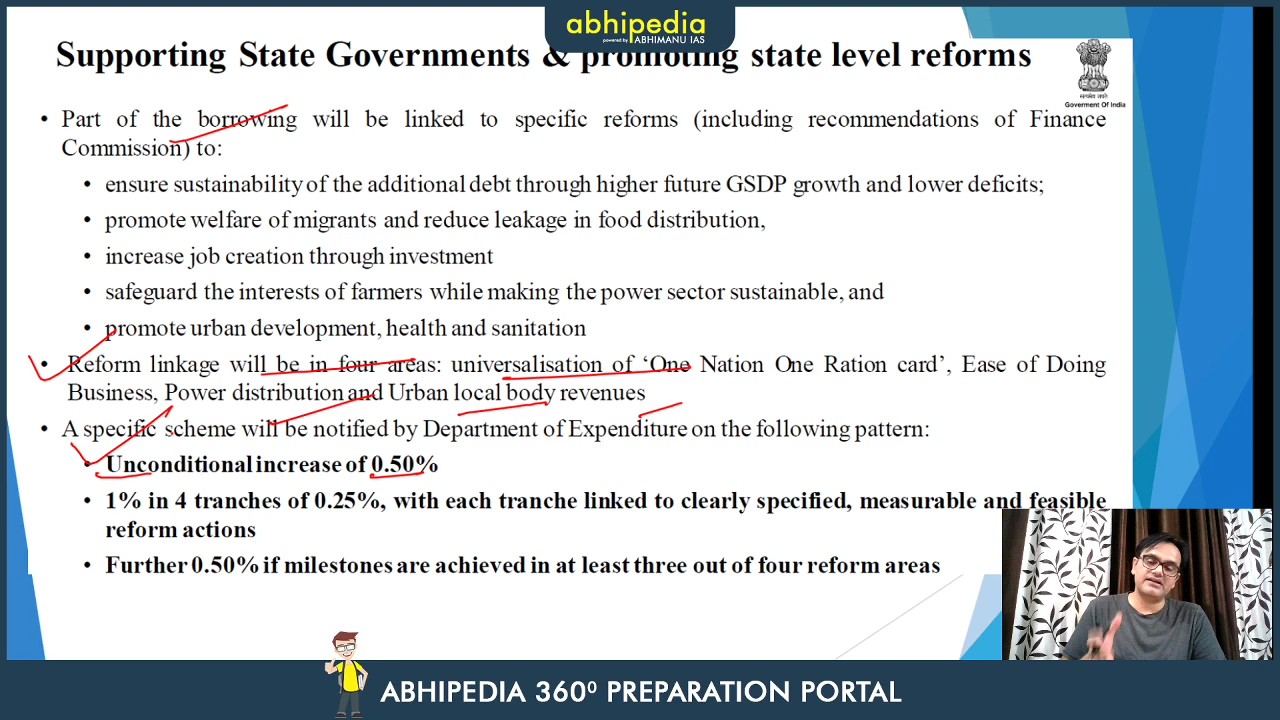 abhipedia
powered by ABHIMANU IAS
Supporting State Governments & promoting state level reforms
सत्यमेव जयते
Government Of India
• Part of the borrowing will be linked to specific reforms (including recommendations of Finance
Commission) to:
• ensure sustainability of the additional debt through higher future GSDP growth and lower deficits;
• promote welfare of migrants and reduce leakage in food distribution,
• increase job creation through investment
• safeguard the interests of farmers while making the power sector sustainable, and
• promote urban development, health and sanitation
• Reform linkage will be in four areas: universalisation of ‘One Nation One Ration card’, Ease of Doing
Business, Power distribution and Urban local body revenues
• A specific scheme will be notified by Department of Expenditure on the following pattern:
• Unconditional increase of 0.50%
• 1% in 4 tranches of 0.25%, with each tranche linked to clearly specified, measurable and feasible
reform actions
• Further 0.50% if milestones are achieved in at least three out of four reform areas
ABHIPEDIA 360⁰ PREPARATION PORTAL